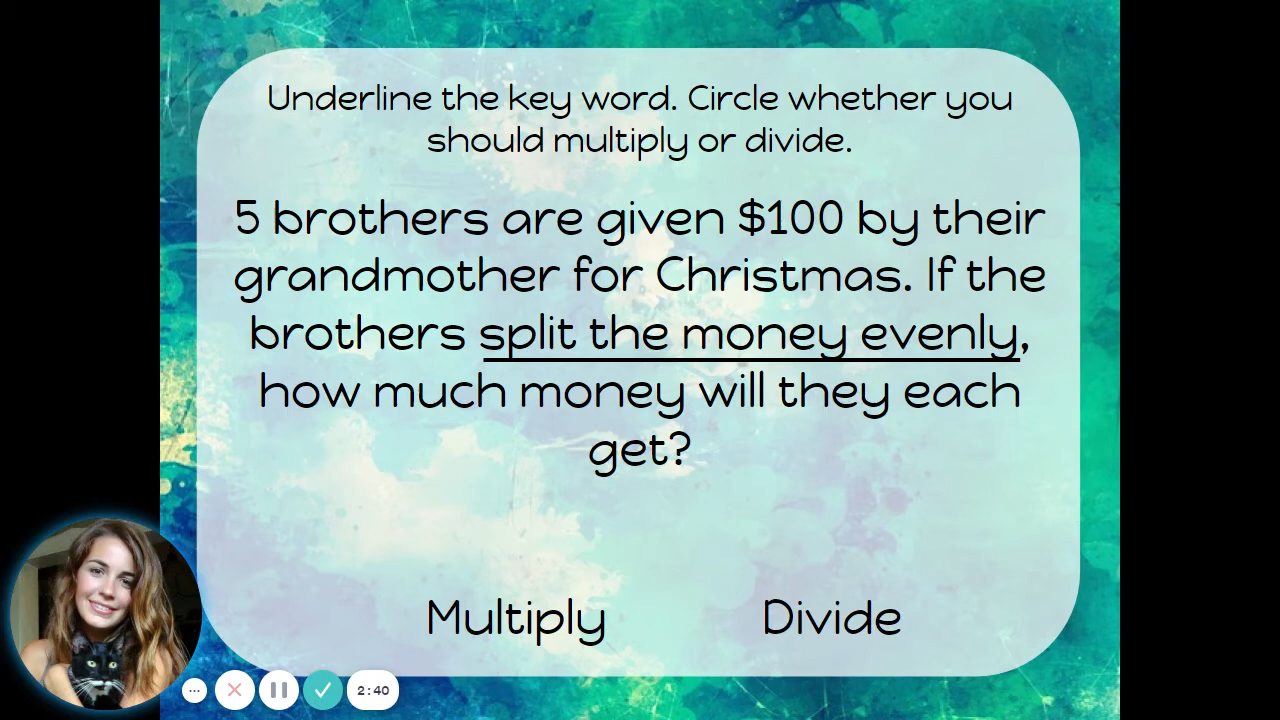 Underline the key word. Circle whether you
should multiply or divide.
5 brothers are given $100 by their
grandmother for Christmas. If the
brothers split the money evenly,
how much money will they each
get?
Multiply Divide
2:40